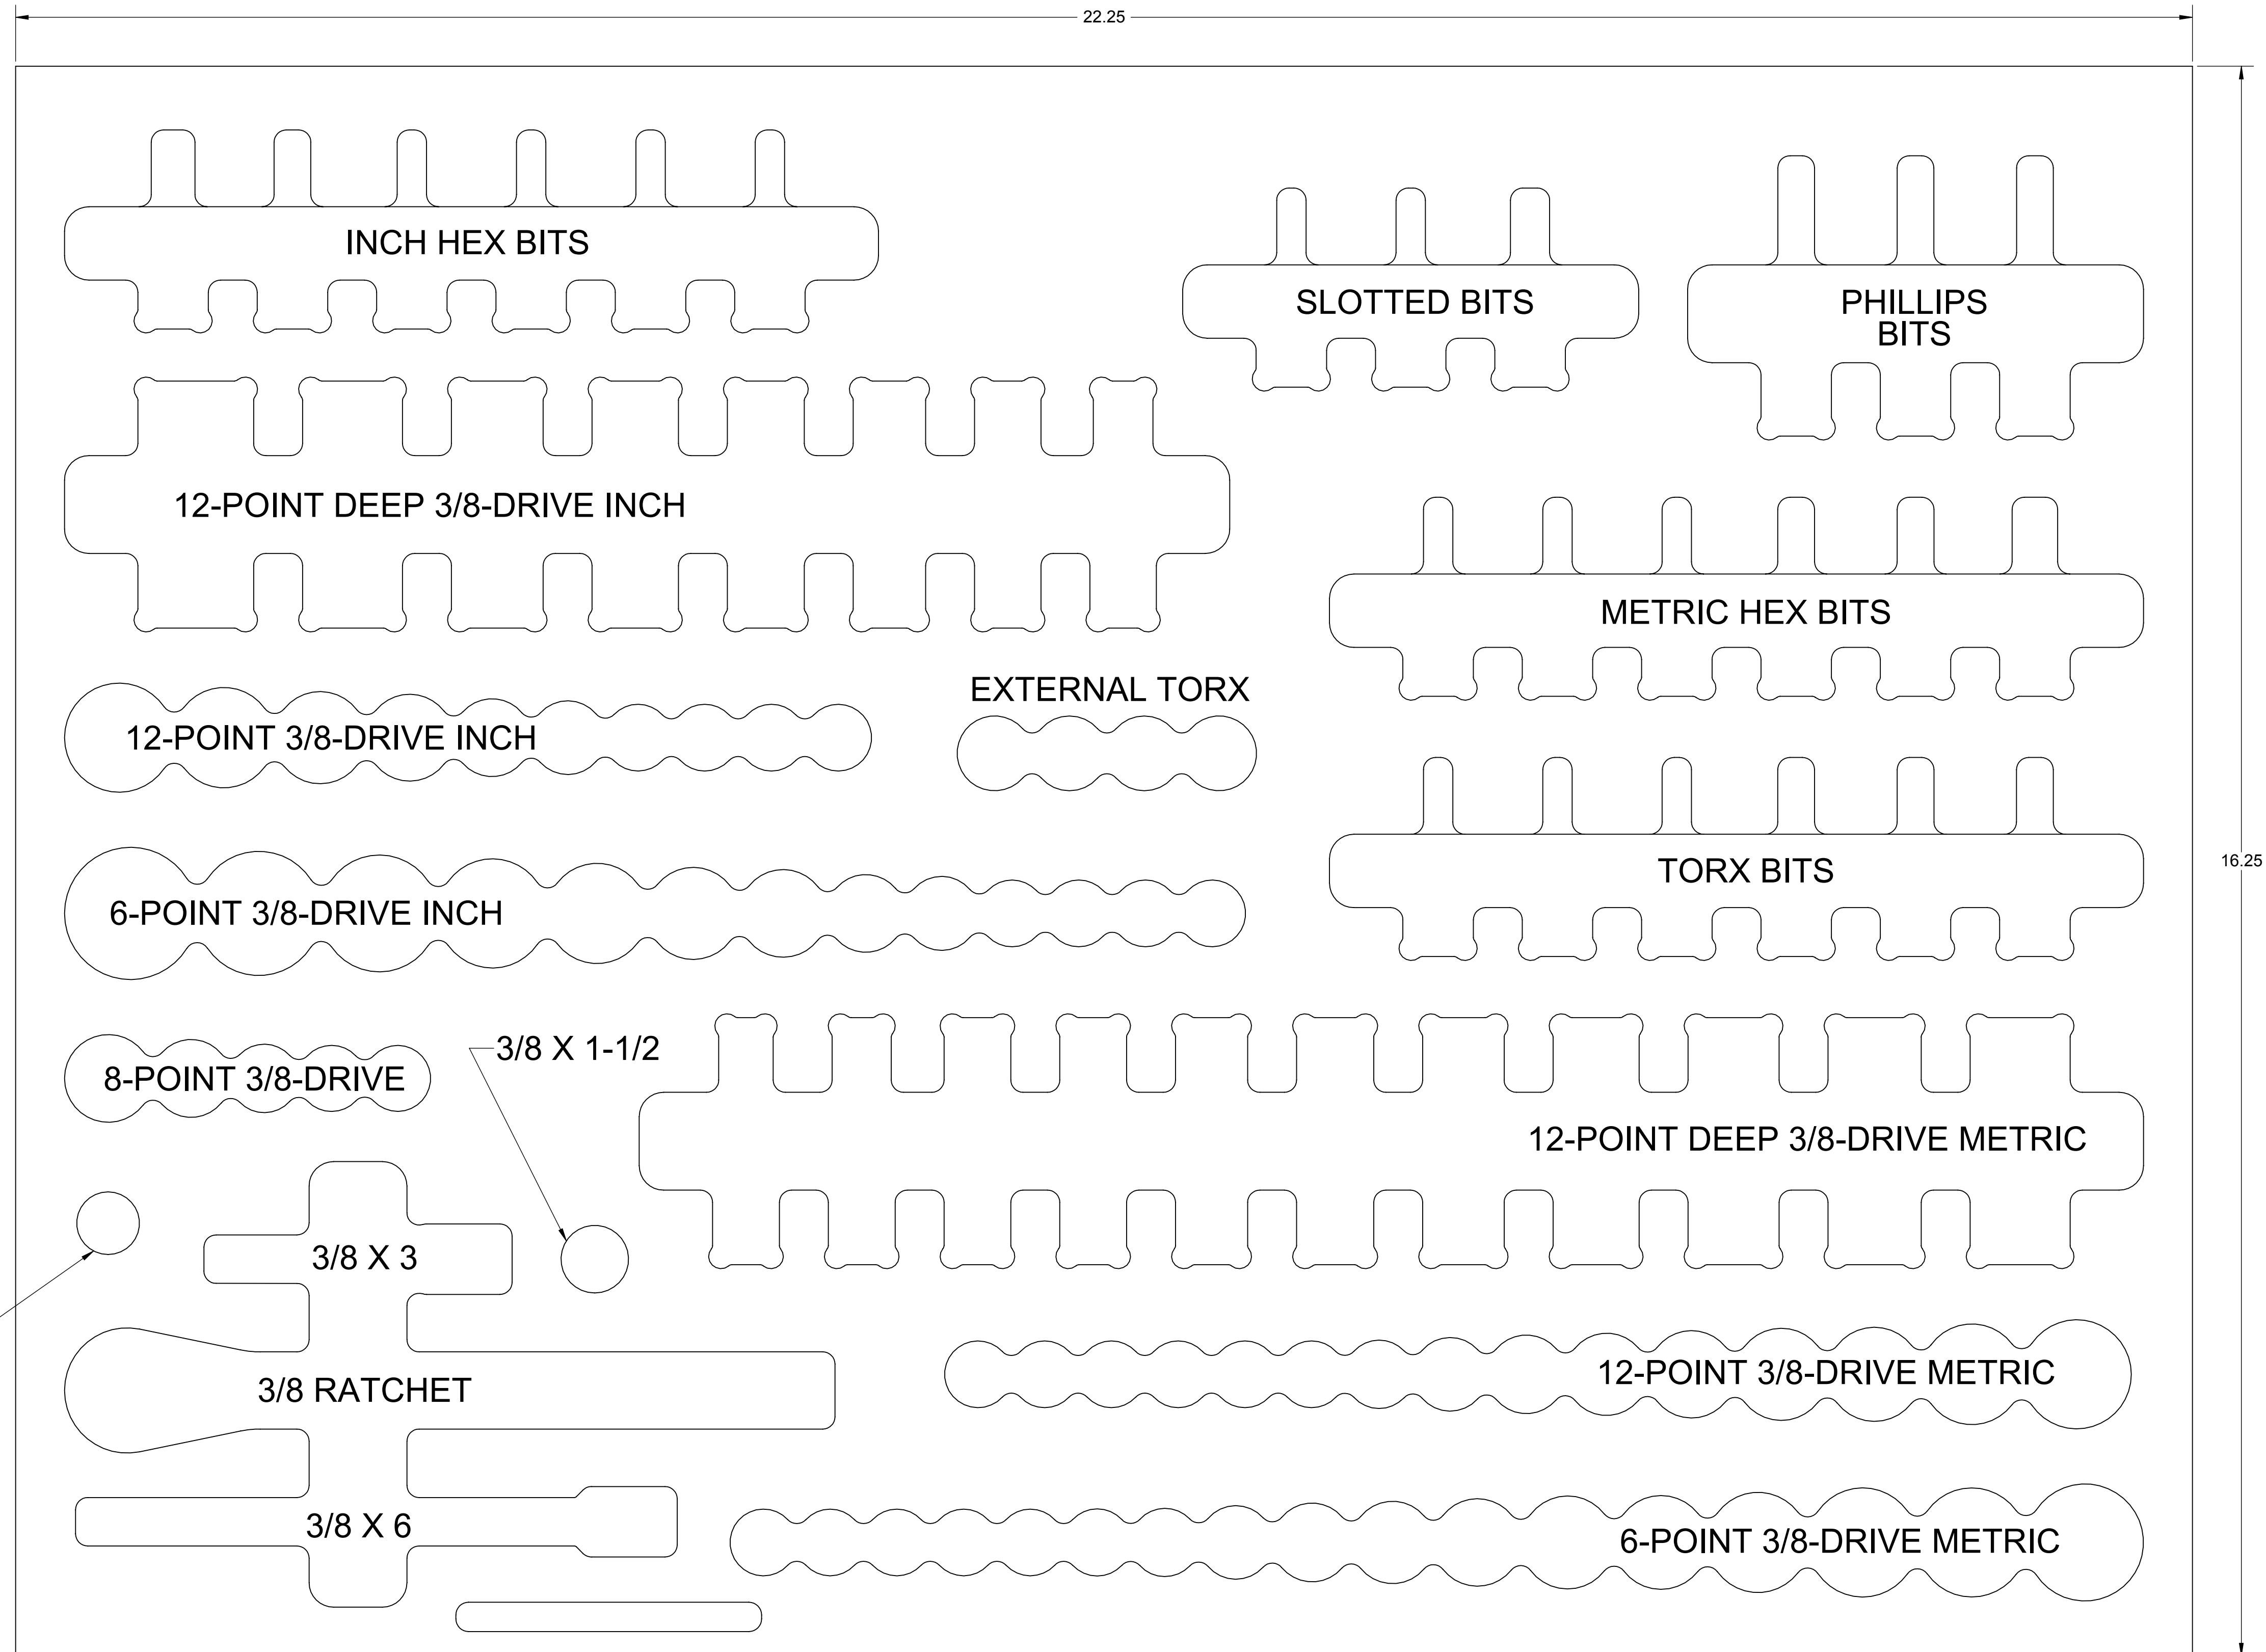 22.25
INCH HEX BITS
SLOTTED BITS
PHILLIPS
BITS
12-POINT DEEP 3/8-DRIVE INCH
METRIC HEX BITS
EXTERNAL TORX
12-POINT 3/8-DRIVE INCH
16.25
TORX BITS
6-POINT 3/8-DRIVE INCH
3/8 X 1-1/2
8-POINT 3/8-DRIVE
12-POINT DEEP 3/8-DRIVE METRIC
3/8 X 3
12-POINT 3/8-DRIVE METRIC
3/8 RATCHET
3/8 X 6
6-POINT 3/8-DRIVE METRIC